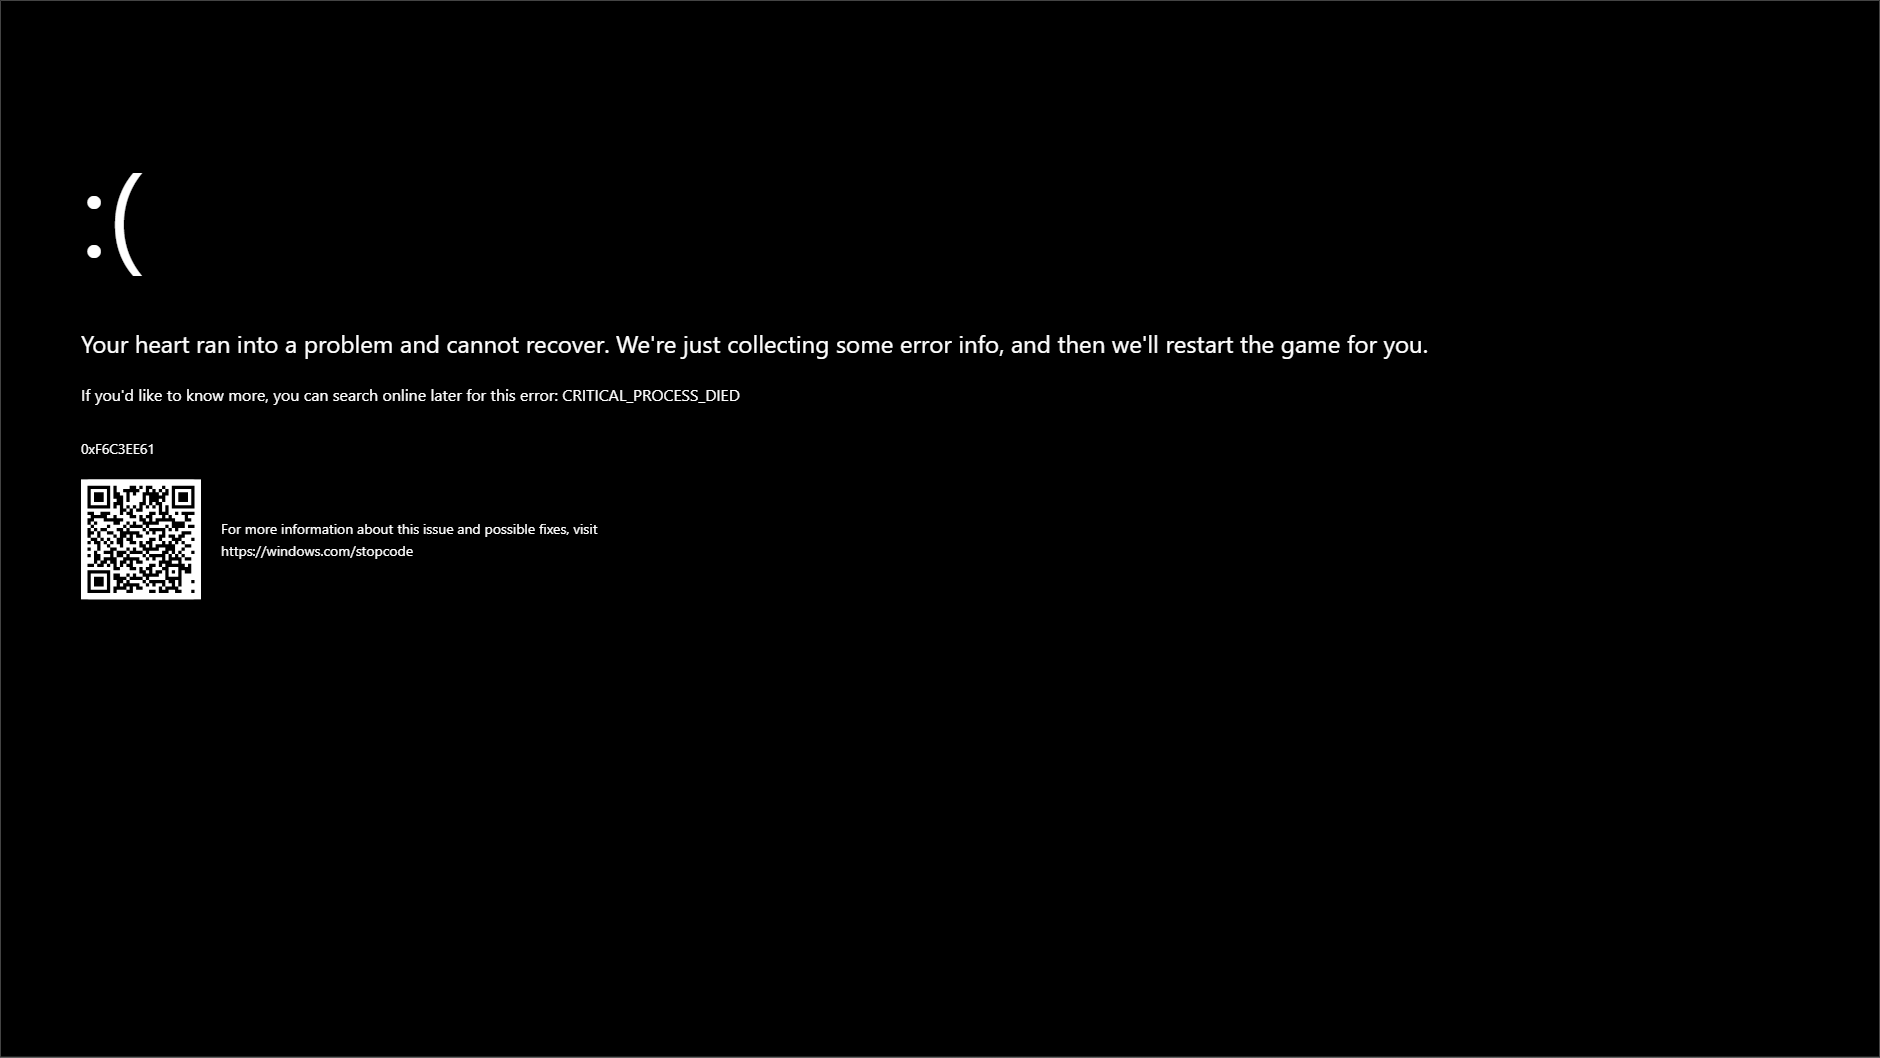 :(
Your heart ran into a problem and cannot recover. We're just collecting some error info, and then we'll restart the game for you.
If you'd like to know more, you can search online later for this error: CRITICAL_PROCESS_DIED
0xF6C3EE61
For more information about this issue and possible fixes, visit
https://windows.com/stopcode